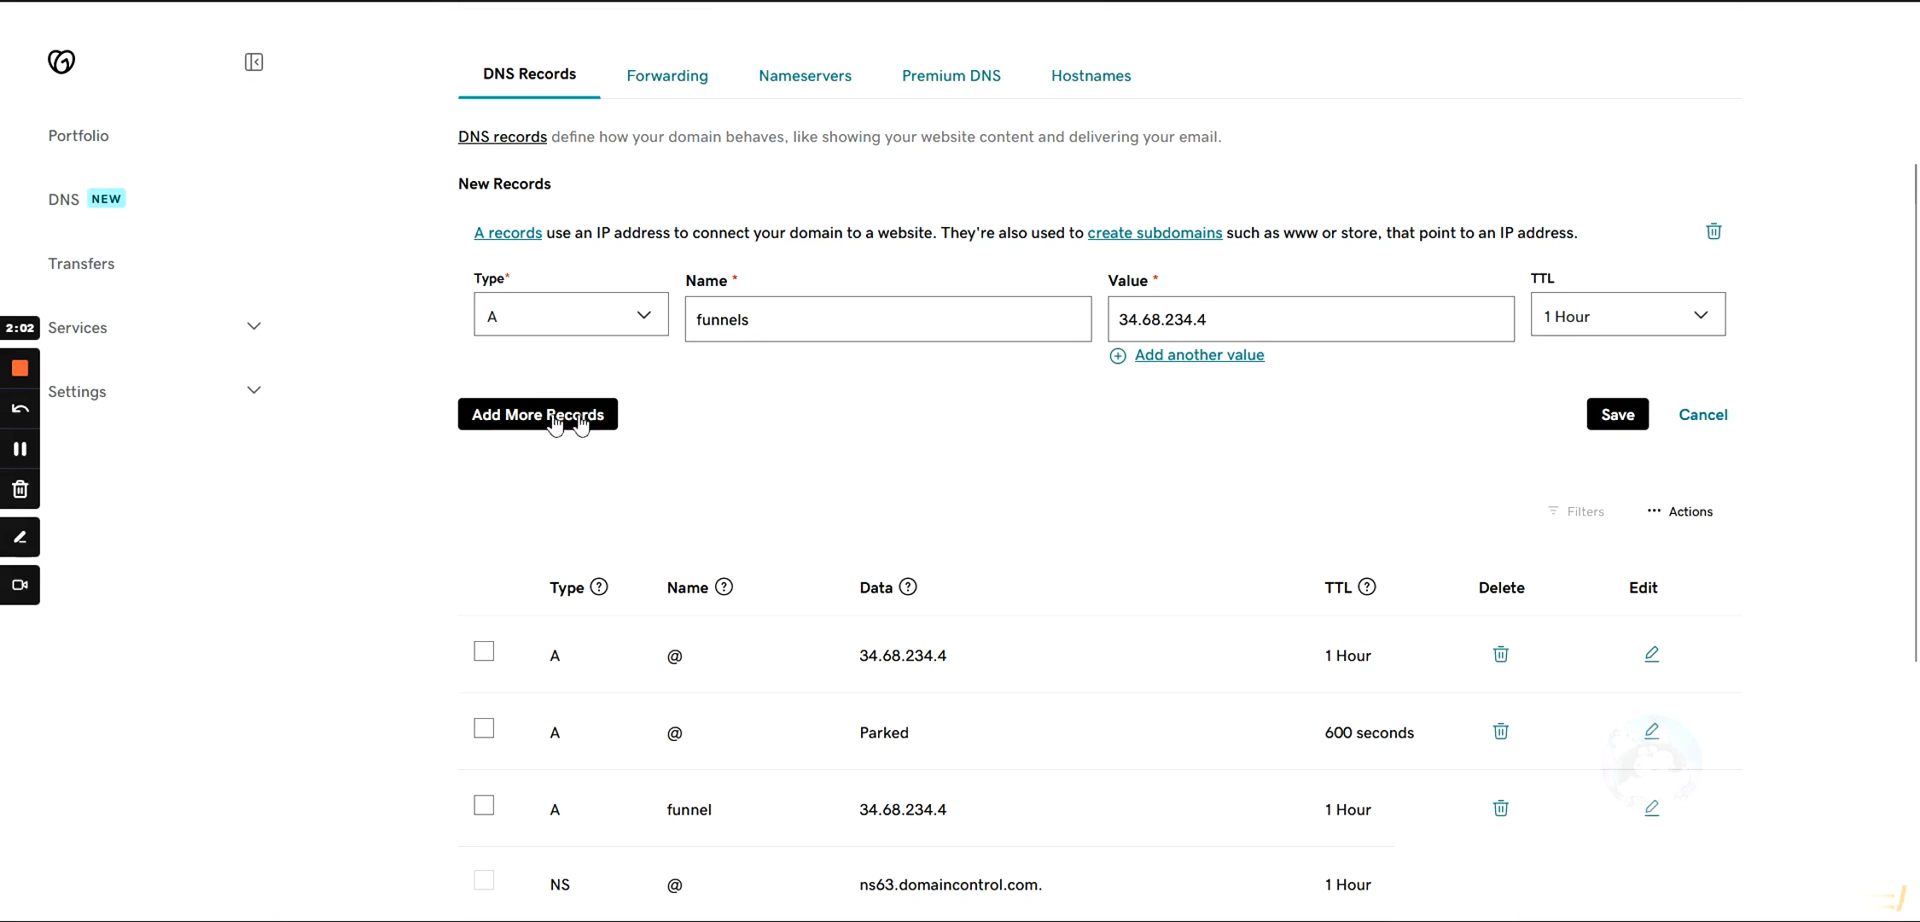 DNS Records Forwarding Nameservers Premium DNS Hostnames
Portfolio
DNS records define how your domain behaves, like showing your website content and delivering your email.
New Records
DNS NEW
A records use an IP address to connect your domain to a website. They're also used to create subdomains such as www or store, that point to an IP address.
Transfers
Type* Name * Value * TTL
A funnels 34.68.234.4 1 Hour
2:02 Services
Add another value
Settings
Add More Records Save Cancel
Filters ••• Actions
Type ? Name ? Data ? TTL ? Delete Edit
A @ 34.68.234.4 1 Hour
A @ Parked 600 seconds
A funnel 34.68.234.4 1 Hour
NS @ ns63.domaincontrol.com. 1 Hour